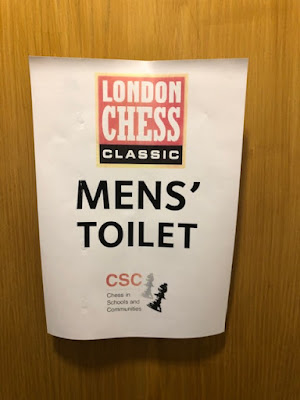 LONDON
CHESS
CLASSIC
MENS’
TOILET
CSC
Chess in
Schools and
Communities